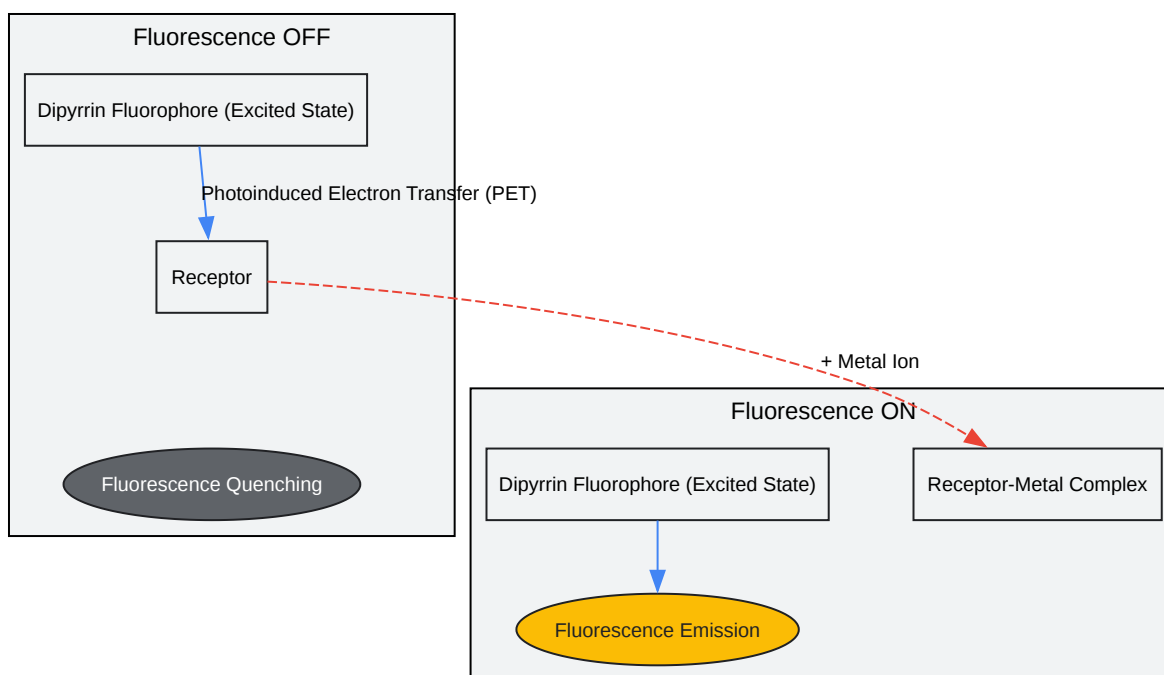 Fluorescence OFF
Dipyrrin Fluorophore (Excited State)
Photoinduced Electron Transfer (PET)
Receptor
+ Metal Ion
Fluorescence Quenching
Fluorescence ON
Dipyrrin Fluorophore (Excited State)
Receptor-Metal Complex
Fluorescence Emission